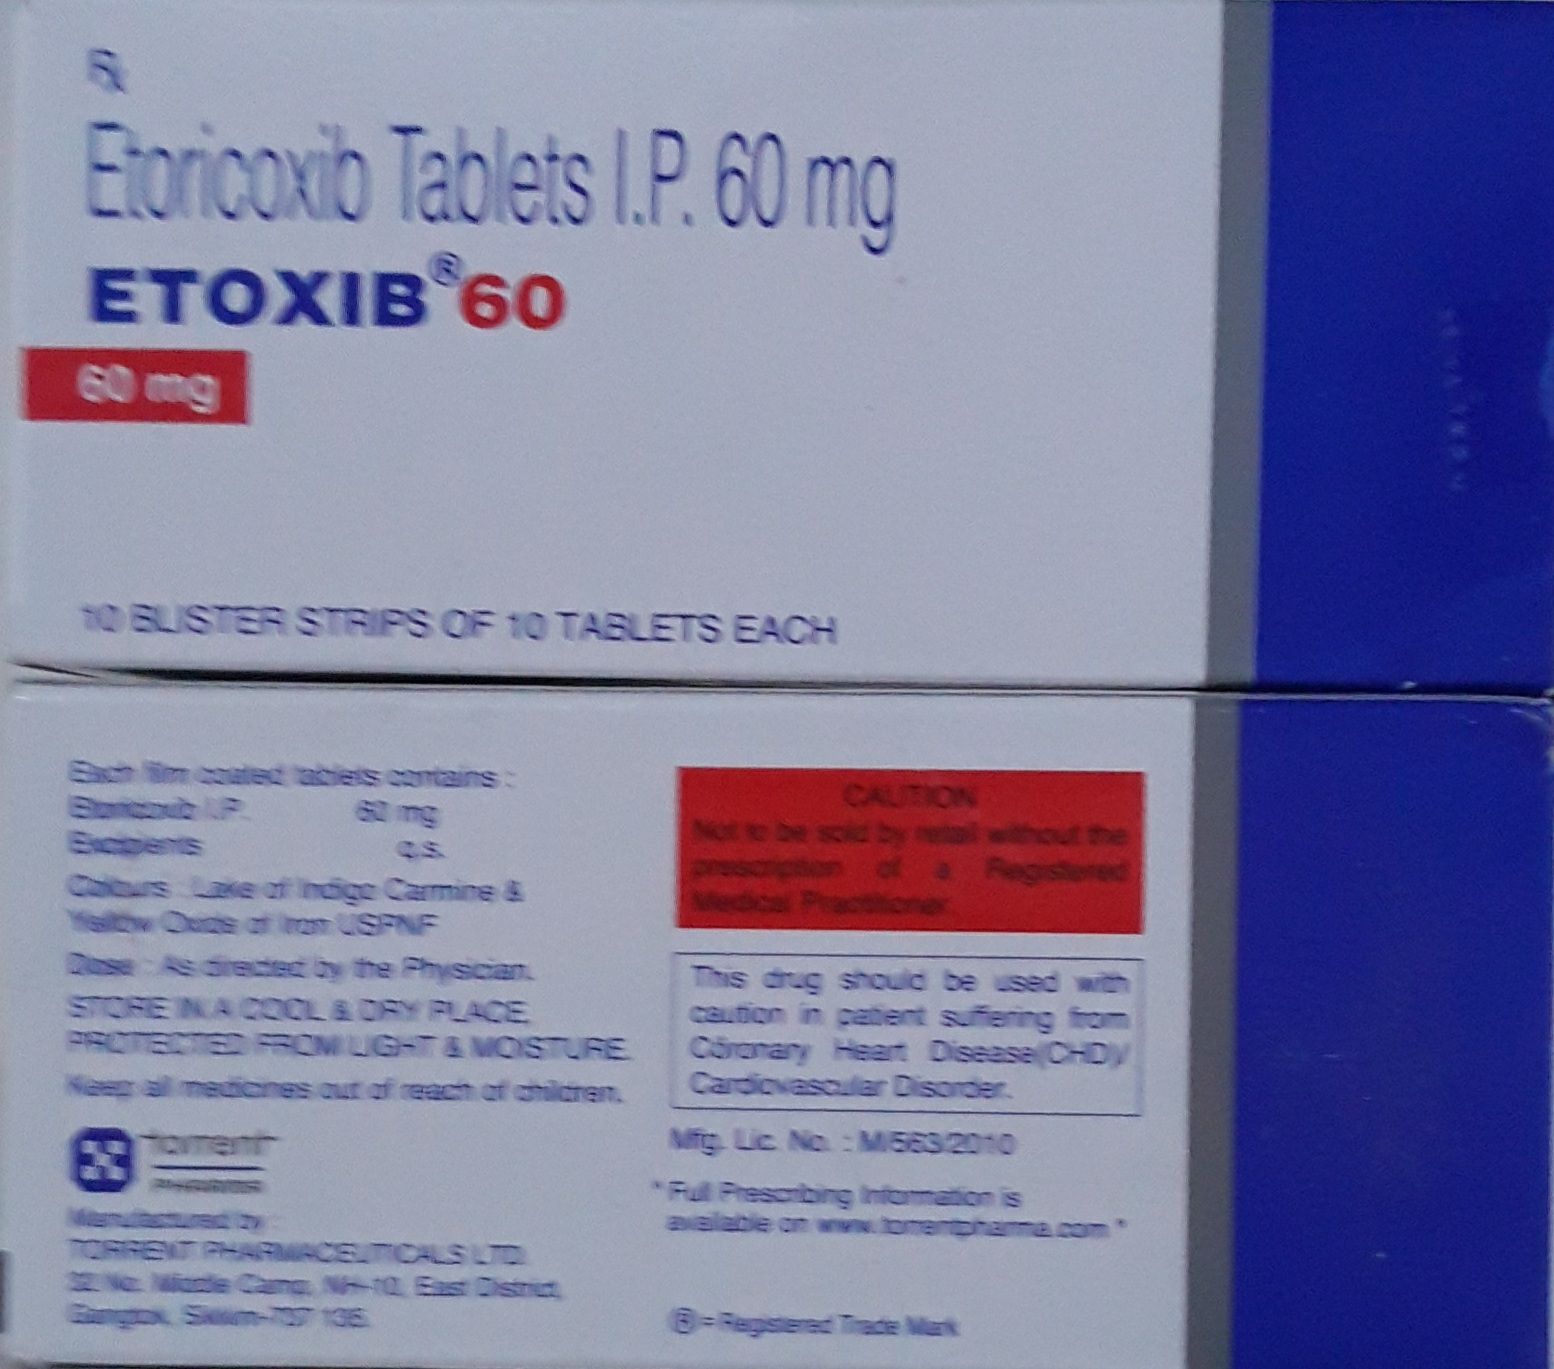 Rx
Etoricoxib Tablets I.P. 60 mg
ETOXIB®60
60 mg
10 BLISTER STRIPS OF 10 TABLETS EACH
Each film coated tablets contains :
Etoricoxib I.P. 60 mg
Excipients q.s.
Colours : Lake of Indigo Carmine &
Yellow Oxide of Iron USPNF
Dose : As directed by the Physician.
STORE IN A COOL & DRY PLACE.
PROTECTED FROM LIGHT & MOISTURE.
Keep all medicines out of reach of children.
torrent
PHARMA
Manufactured by :
TORRENT PHARMACEUTICALS LTD.
32 No. Middle Camp, NH-10, East District,
Gangtok, Sikkim-737 135.
CAUTION
Not to be sold by retail without the
prescription of a Registered
Medical Practitioner.
This drug should be used with
caution in patient suffering from
Coronary Heart Disease(CHD)/
Cardiovascular Disorder.
Mfg. Lic. No. : M/563/2010
* Full Prescribing Information is
available on www.torrentpharma.com *
® = Registered Trade Mark